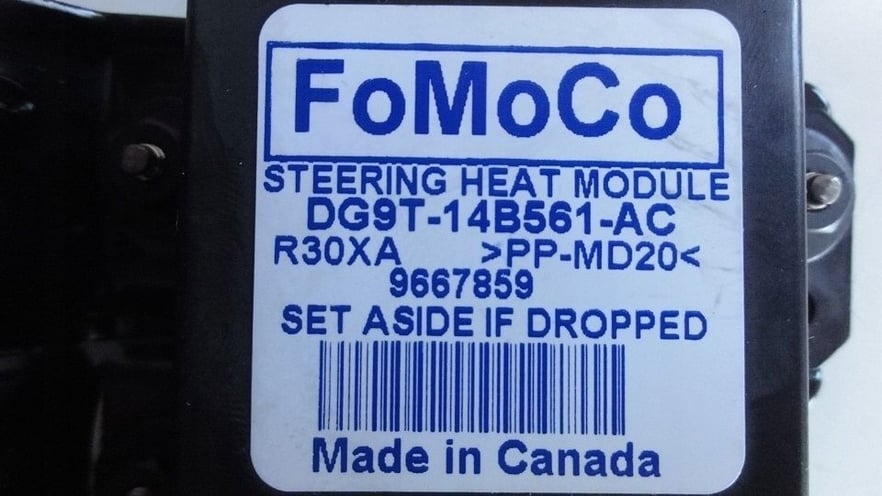 FoMoCo
STEERING HEAT MODULE
DG9T-14B561-AC
R30XA >PP-MD20<
9667859
SET ASIDE IF DROPPED
Made in Canada